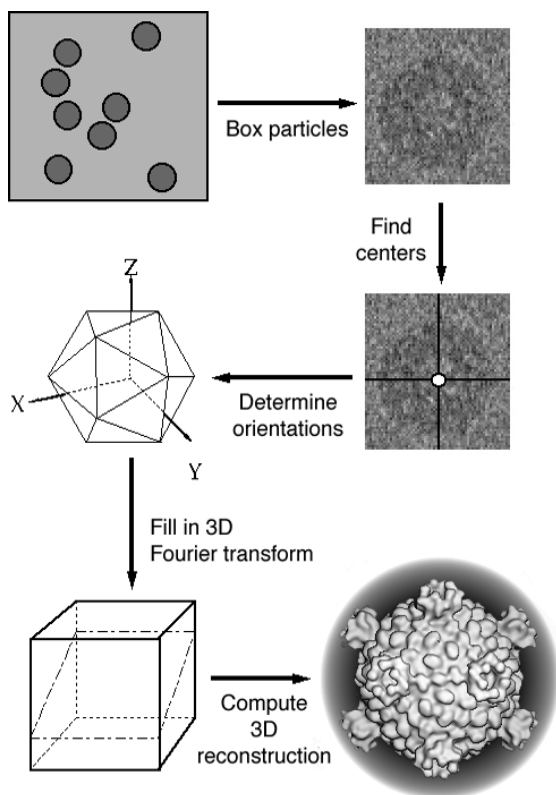 Box particles
Find
centers
Z
X
Y
Determine
orientations
Fill in 3D
Fourier transform
Compute
3D
reconstruction